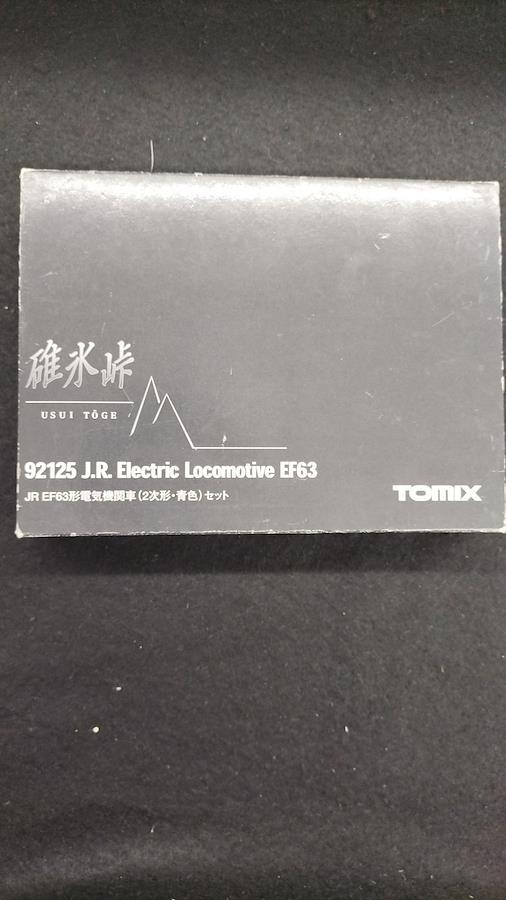 碓氷峠
USUI TŌGE
92125 J.R. Electric Locomotive EF63
JR EF63形電気機関車(2次形・青色)セット
TOMIX